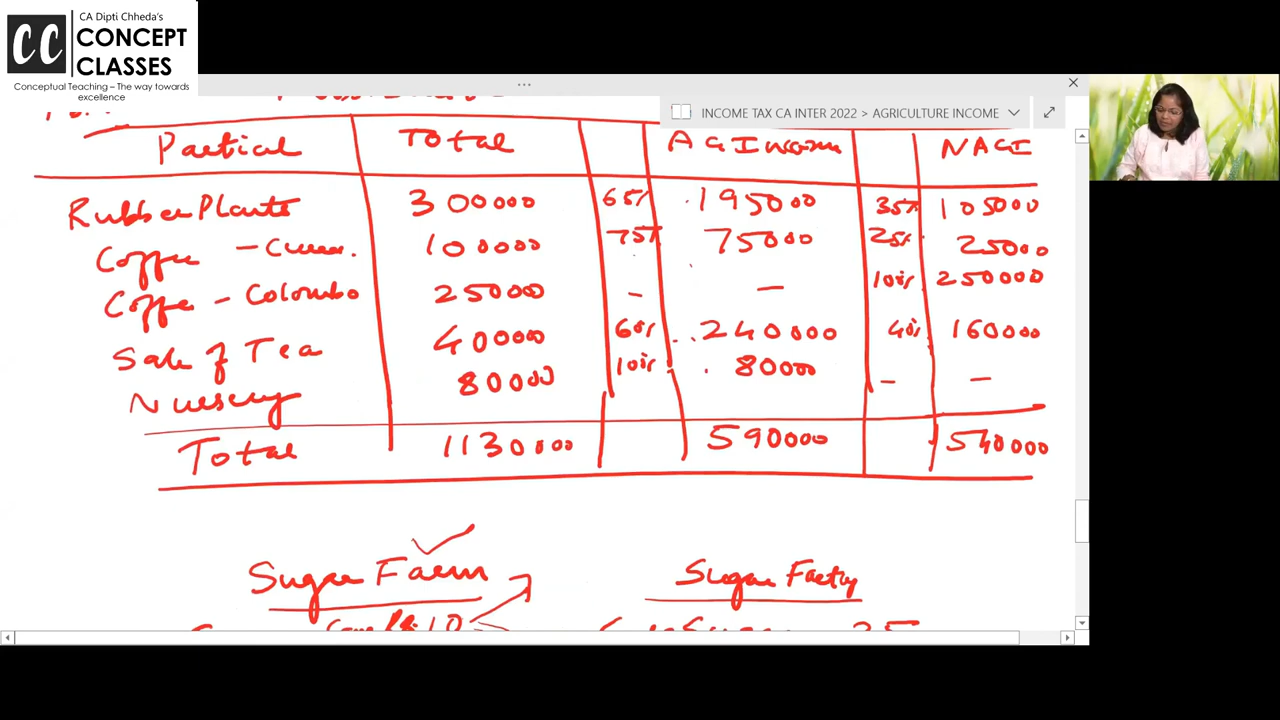 CA Dipti Chheda's
CC CONCEPT
CLASSES
Conceptual Teaching – The way towards
excellence
INCOME TAX CA INTER 2022 > AGRICULTURE INCOME
Partical Total AGIncome NAGI
Rubber Plants 300000 65% 195000 35% 105000
Coffee - Cured. 100000 75% 75000 25% 25000
Coffee - Colombo 250000 - - 100% 250000
Sale of Tea 400000 60% 240000 40% 160000
Nursery 80000 100% 80000 - -
Total 1130000 590000 540000
Sugar Farm Sugar Factory